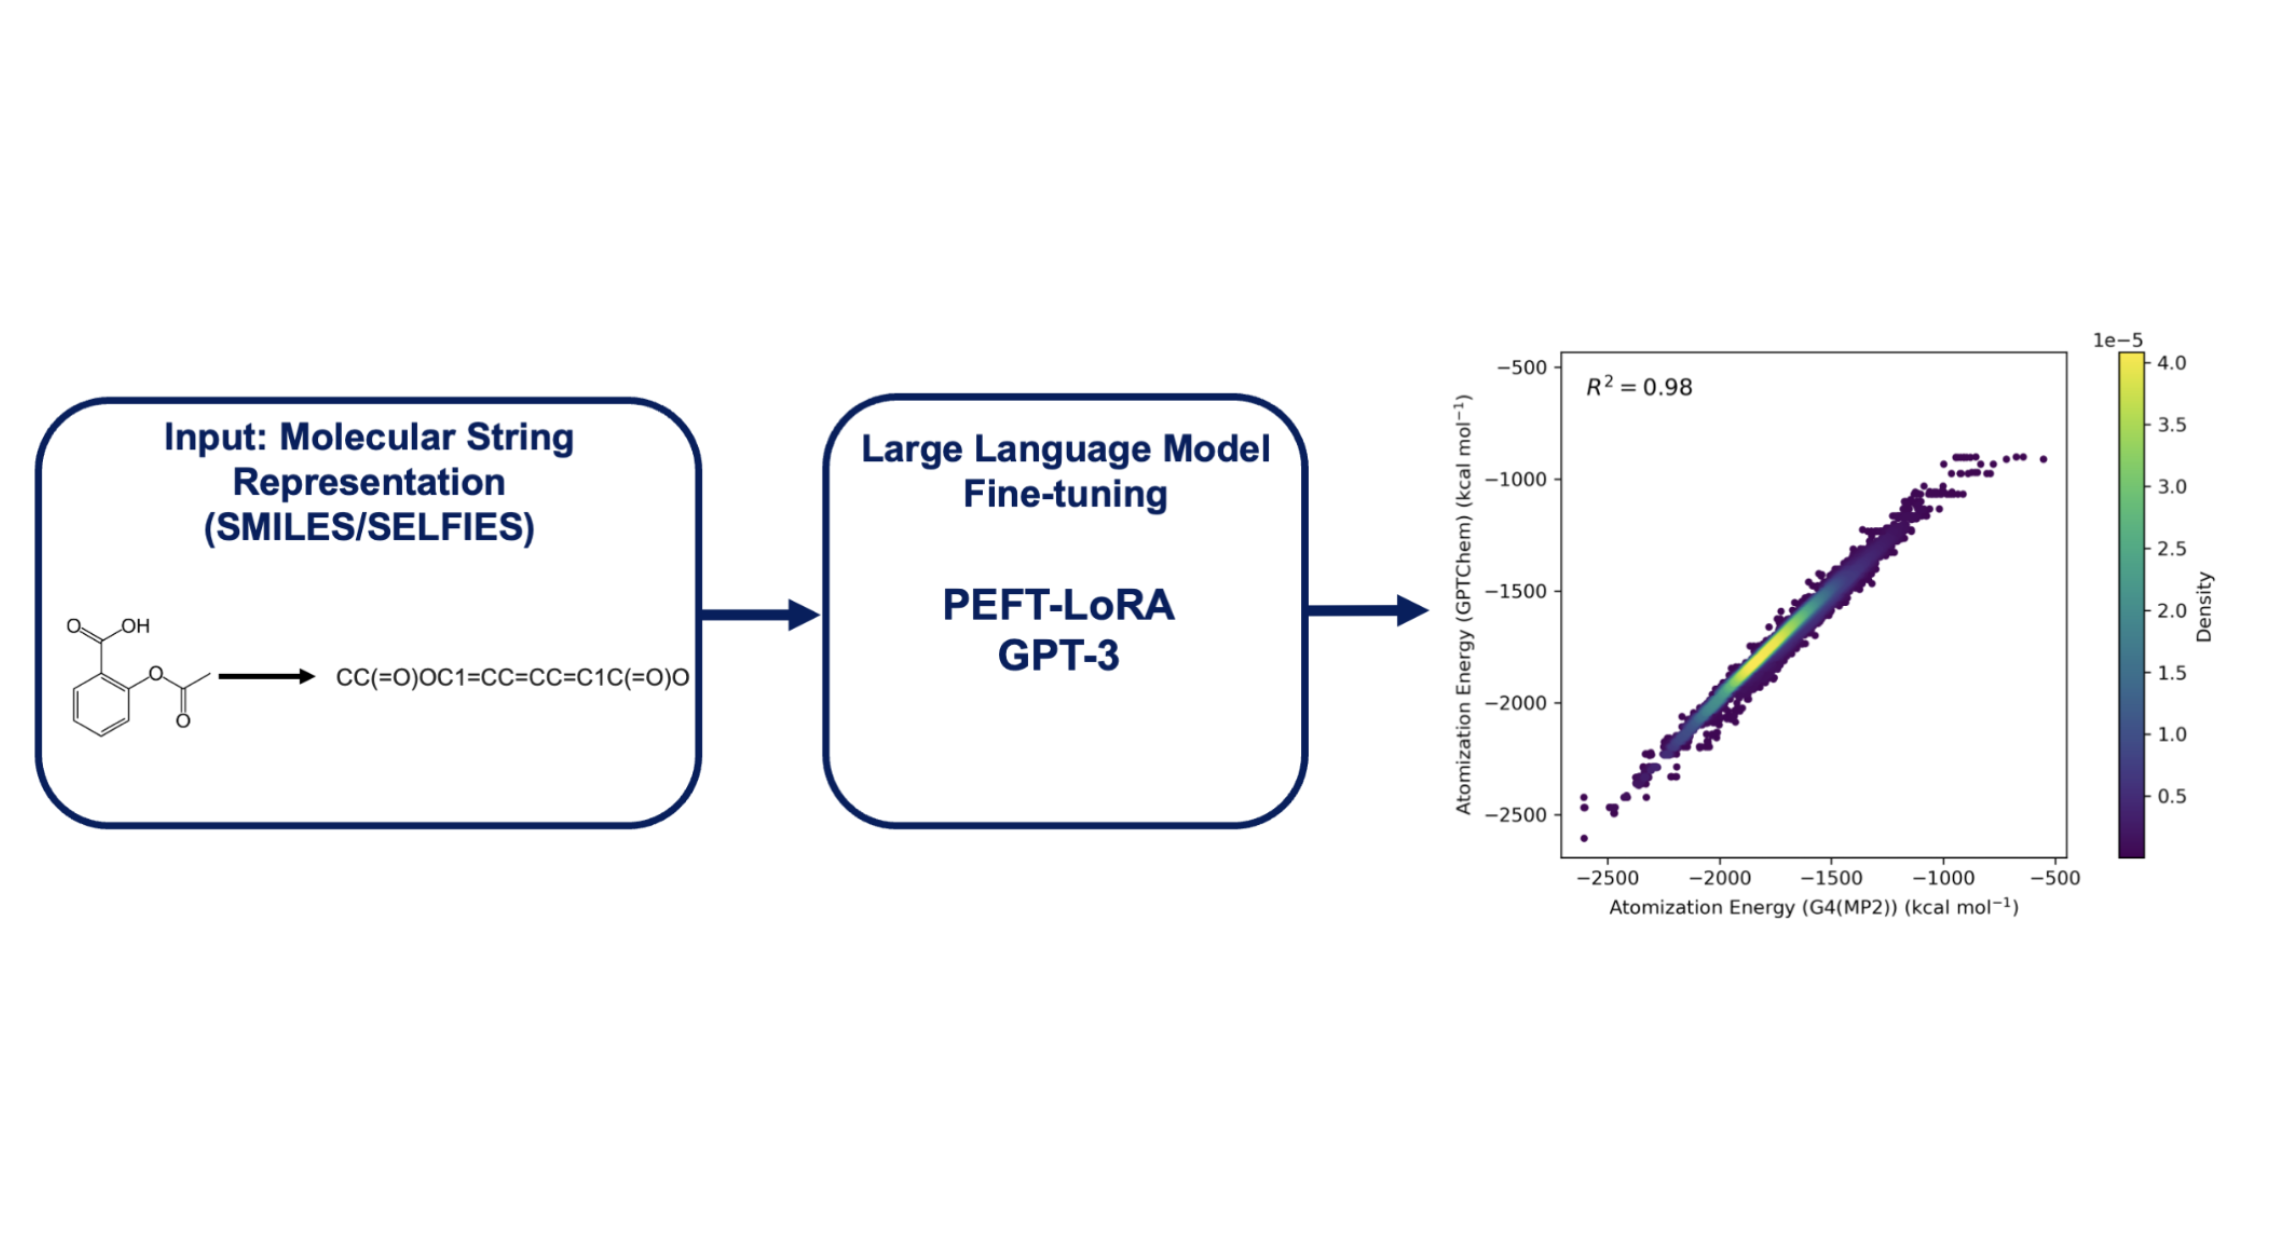 Input: Molecular String
Representation
(SMILES/SELFIES)
O
OH
O
O
CC(=O)OC1=CC=CC=C1C(=O)O
Large Language Model
Fine-tuning
PEFT-LoRA
GPT-3
R² = 0.98
Atomization Energy (GPTChem) (kcal mol⁻¹)
−500
−1000
−1500
−2000
−2500
−2500
−2000
−1500
−1000
−500
Atomization Energy (G4(MP2)) (kcal mol⁻¹)
1e−5
4.0
3.5
3.0
2.5
2.0
1.5
1.0
0.5
Density